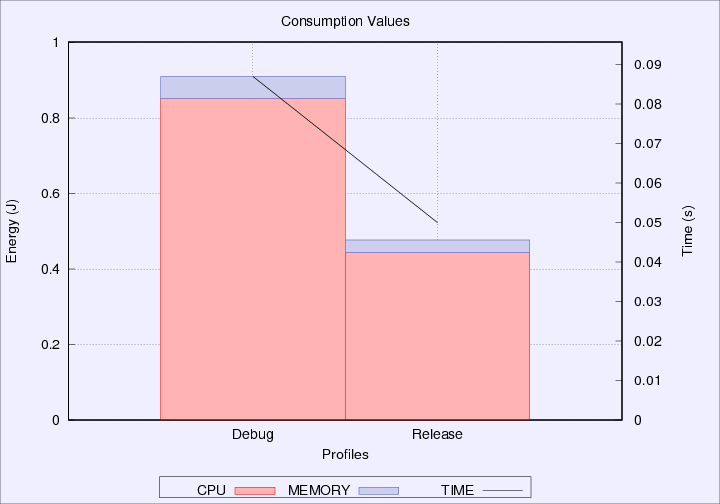 Consumption Values
1
0.8
0.6
0.4
0.2
0
Energy (J)
0.09
0.08
0.07
0.06
0.05
0.04
0.03
0.02
0.01
0
Time (s)
Debug Release
Profiles
CPU MEMORY TIME